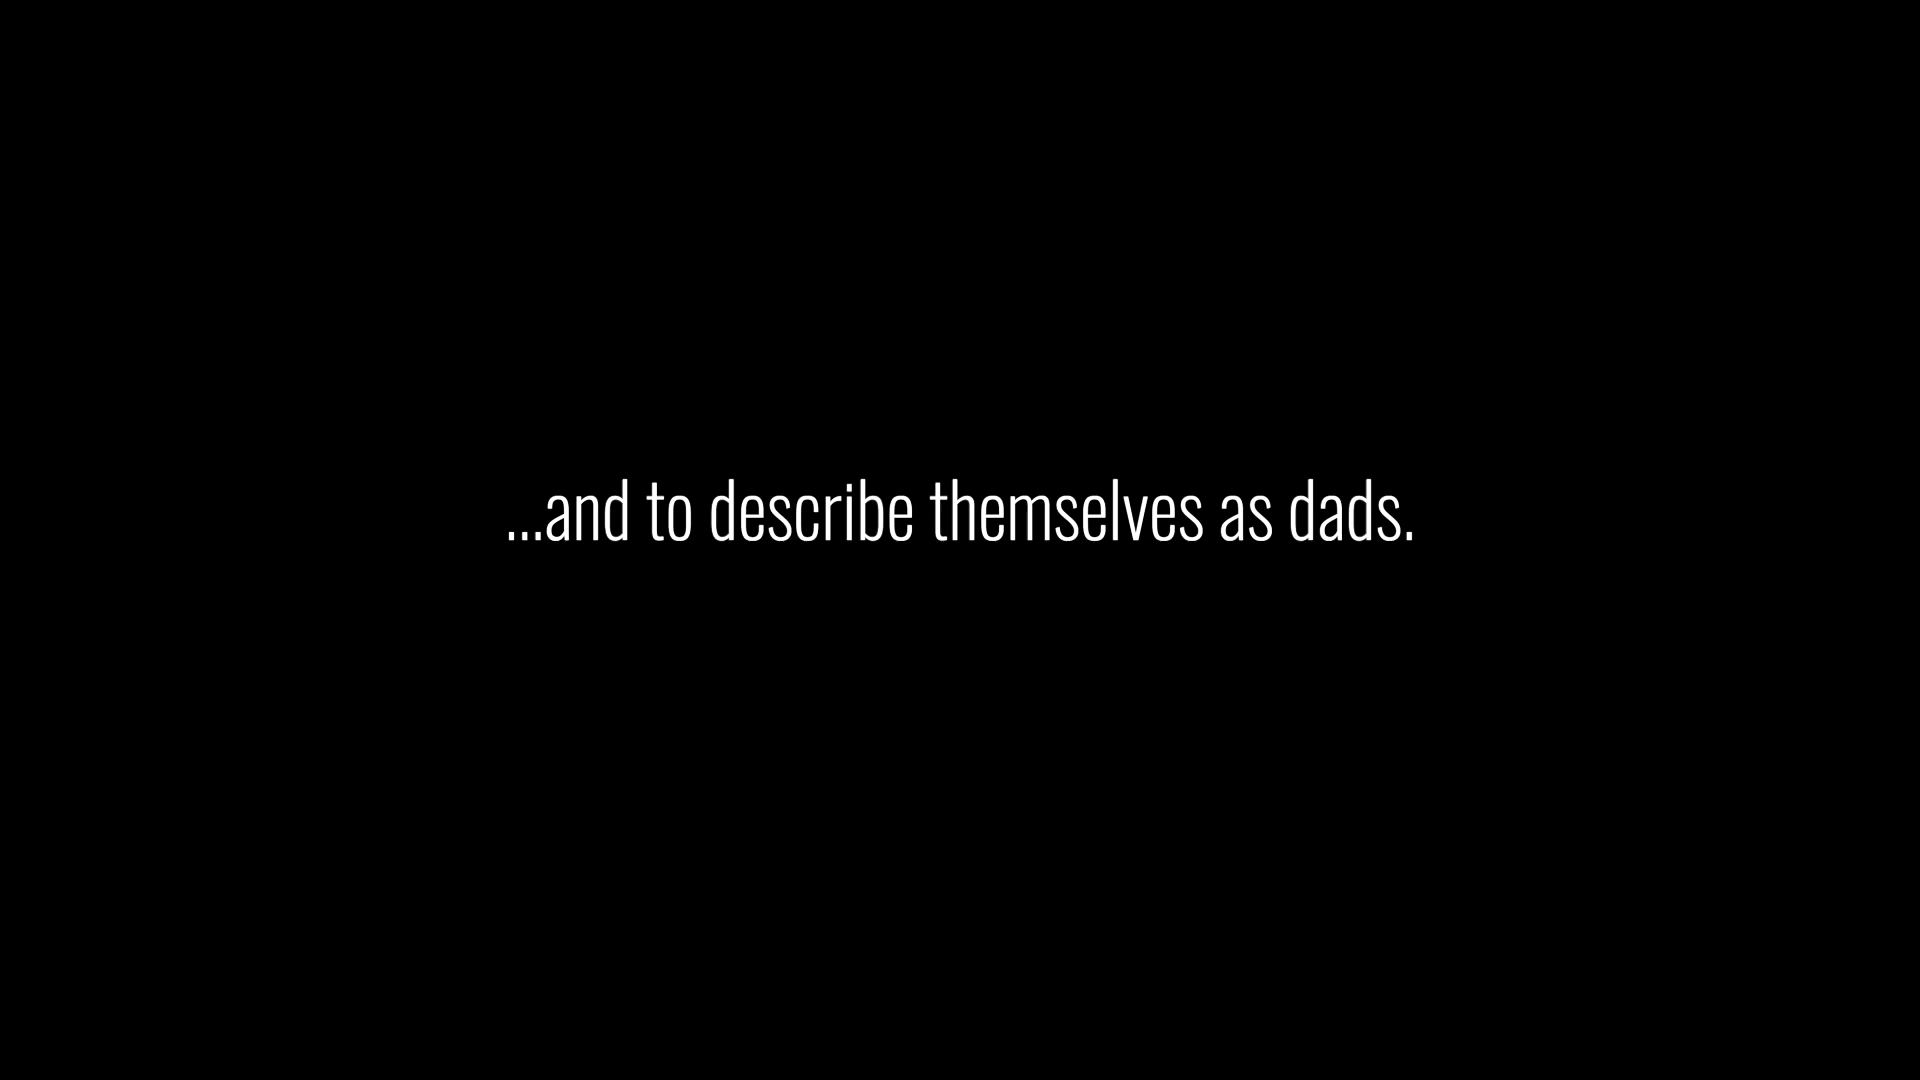 ...and to describe themselves as dads.